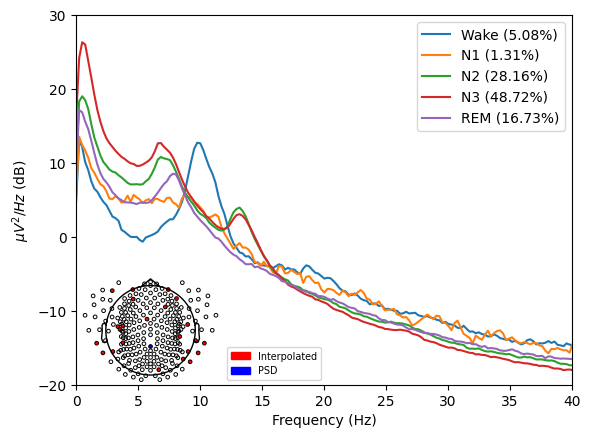 30
20
10
0
−10
−20
μV²/Hz (dB)
Wake (5.08%)
N1 (1.31%)
N2 (28.16%)
N3 (48.72%)
REM (16.73%)
Interpolated
PSD
0 5 10 15 20 25 30 35 40
Frequency (Hz)